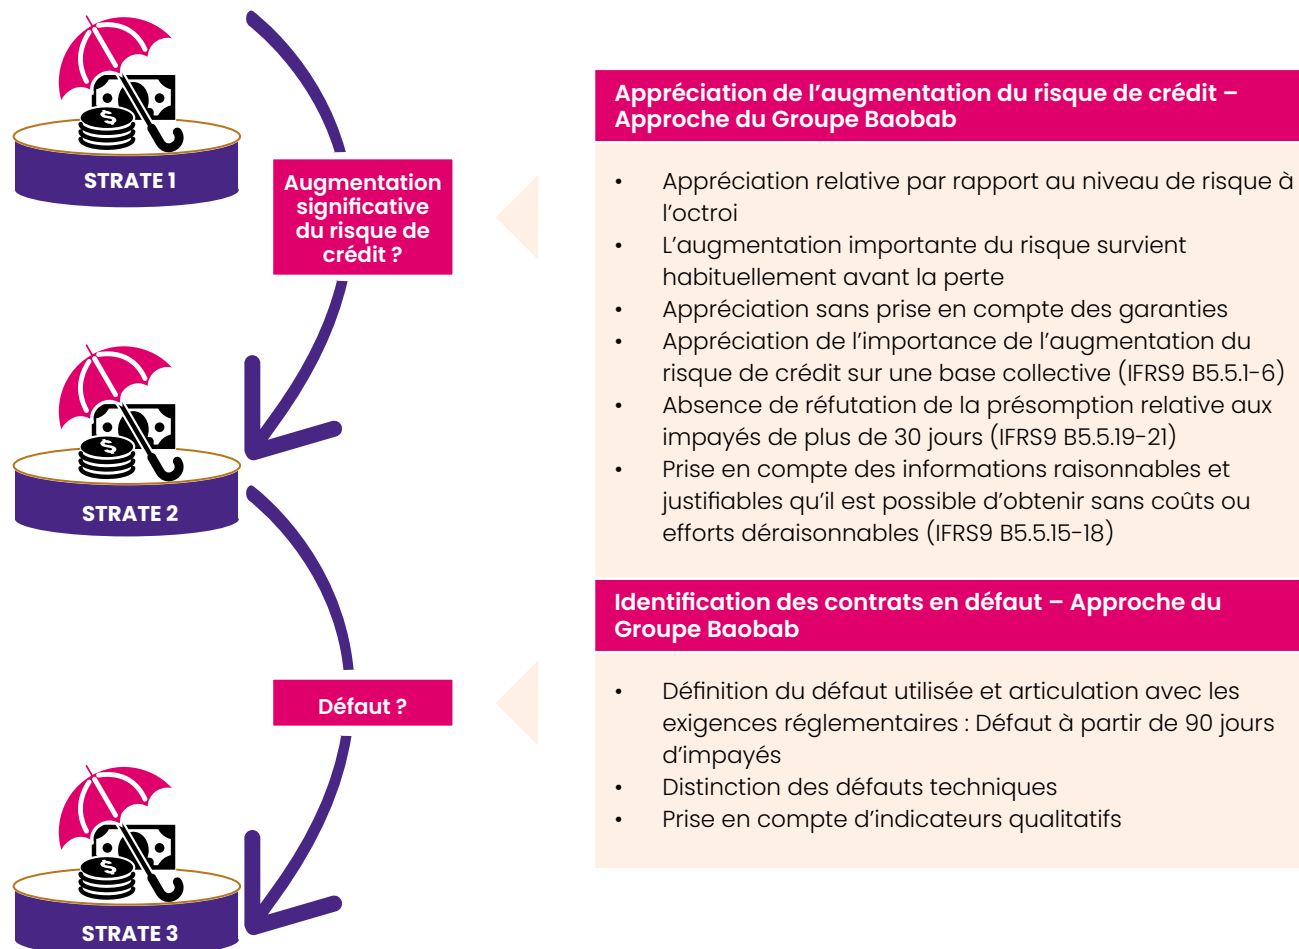 STRATE 1
Augmentation
significative
du risque de
crédit ?
STRATE 2
Défaut ?
STRATE 3
Appréciation de l’augmentation du risque de crédit –
Approche du Groupe Baobab
• Appréciation relative par rapport au niveau de risque à
l’octroi
• L’augmentation importante du risque survient
habituellement avant la perte
• Appréciation sans prise en compte des garanties
• Appréciation de l’importance de l’augmentation du
risque de crédit sur une base collective (IFRS9 B5.5.1-6)
• Absence de réfutation de la présomption relative aux
impayés de plus de 30 jours (IFRS9 B5.5.19-21)
• Prise en compte des informations raisonnables et
justifiables qu’il est possible d’obtenir sans coûts ou
efforts déraisonnables (IFRS9 B5.5.15-18)
Identification des contrats en défaut – Approche du
Groupe Baobab
• Définition du défaut utilisée et articulation avec les
exigences réglementaires : Défaut à partir de 90 jours
d’impayés
• Distinction des défauts techniques
• Prise en compte d’indicateurs qualitatifs